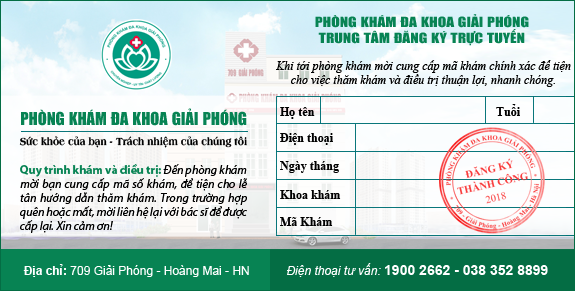 PHÒNG KHÁM ĐA KHOA GIẢI PHÓNG
PHÒNG KHÁM ĐA KHOA GIẢI PHÓNG
Sức khỏe của bạn - Trách nhiệm của chúng tôi
Quy trình khám và điều trị: Đến phòng khám
mời bạn cung cấp mã số khám, để tiện cho lễ
tân hướng dẫn thăm khám. Trong trường hợp
quên hoặc mất, mời liên hệ lại với bác sĩ để được
cấp lại. Xin cảm ơn!
709 GIẢI PHÓNG
PHÒNG KHÁM ĐA KHOA GIẢI PHÓNG
TRUNG TÂM ĐĂNG KÝ TRỰC TUYẾN
Khi tới phòng khám mời cung cấp mã khám chính xác để tiện
cho việc thăm khám và điều trị thuận lợi, nhanh chóng.
Họ tên
Tuổi
Điện thoại
Ngày tháng
Khoa khám
Mã Khám
PHÒNG KHÁM ĐA KHOA GIẢI PHÓNG
ĐĂNG KÝ
THÀNH CÔNG
2018
709 - Giải Phóng - Hoàng Mai - Hà Nội
Địa chỉ: 709 Giải Phóng - Hoàng Mai - HN
Điện thoại tư vấn: 1900 2662 - 038 352 8899